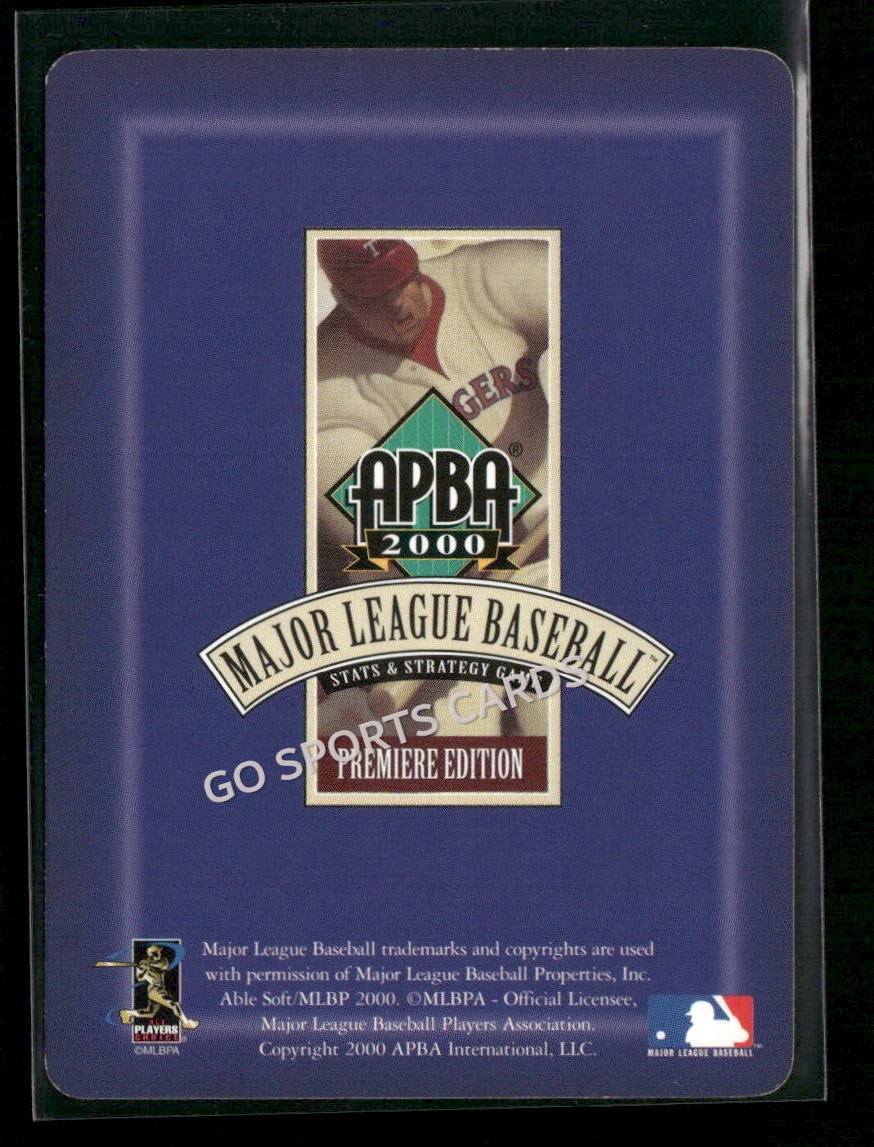 T
GERS
APBA®
2000
MAJOR LEAGUE BASEBALL™
STATS & STRATEGY GAME
GO SPORTS CARDS
PREMIERE EDITION
PLAYERS
CHOICE
©MLBPA
Major League Baseball trademarks and copyrights are used
with permission of Major League Baseball Properties, Inc.
Able Soft/MLBP 2000. ©MLBPA - Official Licensee,
Major League Baseball Players Association.
Copyright 2000 APBA International, LLC.
MAJOR LEAGUE BASEBALL™